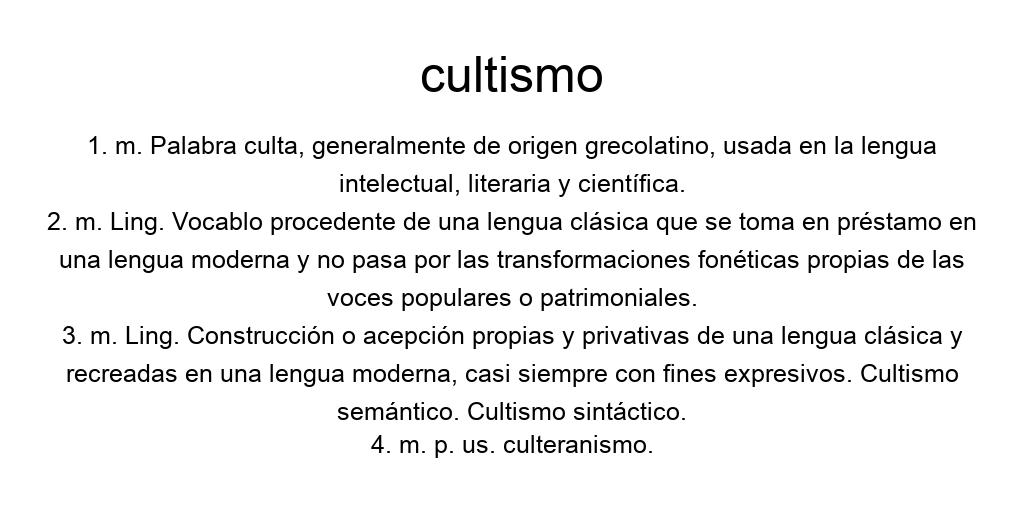 cultismo
1. m. Palabra culta, generalmente de origen grecolatino, usada en la lengua
intelectual, literaria y científica.
2. m. Ling. Vocablo procedente de una lengua clásica que se toma en préstamo en
una lengua moderna y no pasa por las transformaciones fonéticas propias de las
voces populares o patrimoniales.
3. m. Ling. Construcción o acepción propias y privativas de una lengua clásica y
recreadas en una lengua moderna, casi siempre con fines expresivos. Cultismo
semántico. Cultismo sintáctico.
4. m. p. us. culteranismo.